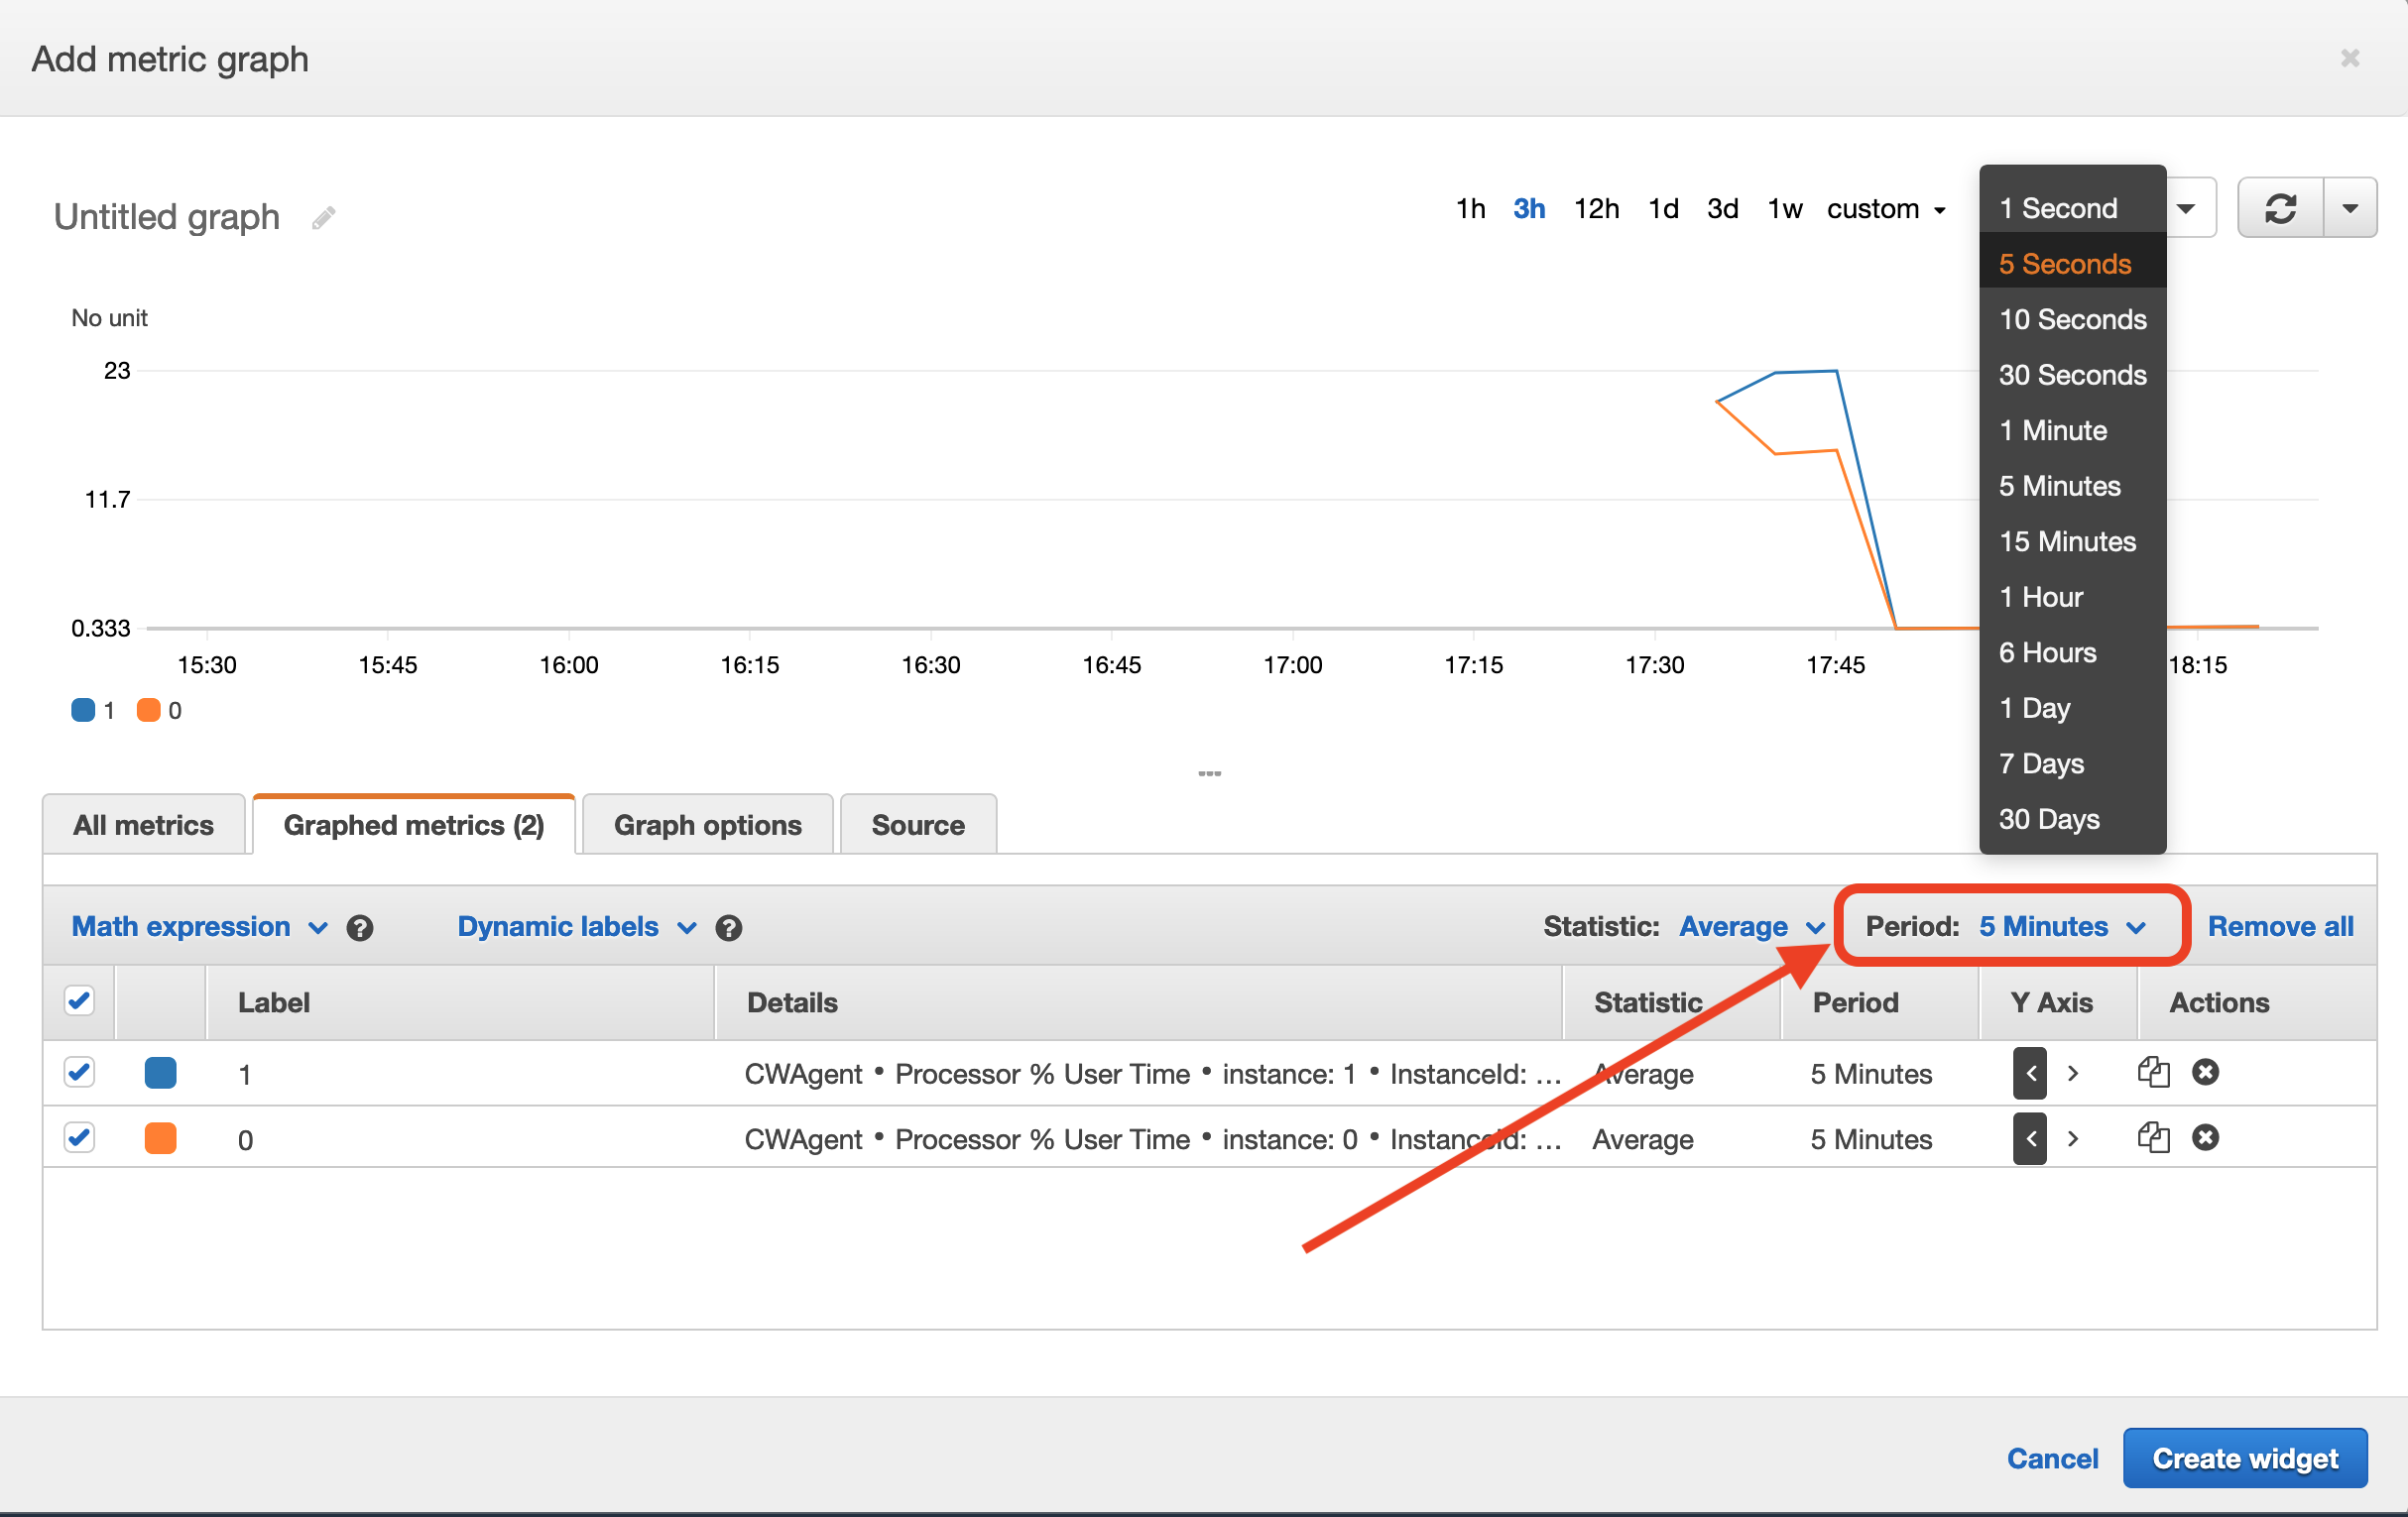 Add metric graph
Untitled graph
1h 3h 12h 1d 3d 1w custom
1 Second
5 Seconds
10 Seconds
30 Seconds
1 Minute
5 Minutes
15 Minutes
1 Hour
6 Hours
1 Day
7 Days
30 Days
No unit
23
11.7
0.333
15:30 15:45 16:00 16:15 16:30 16:45 17:00 17:15 17:30 17:45 18:15
1 0
All metrics Graphed metrics (2) Graph options Source
Math expression ? Dynamic labels ? Statistic: Average Period: 5 Minutes Remove all
Label Details Statistic Period Y Axis Actions
1 CWAgent • Processor % User Time • instance: 1 • InstanceId: ... Average 5 Minutes < >
0 CWAgent • Processor % User Time • instance: 0 • InstanceId: ... Average 5 Minutes < >
Cancel Create widget